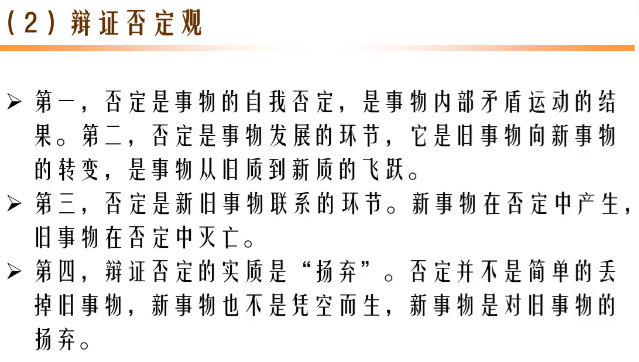 (2)辩证否定观
➢ 第一，否定是事物的自我否定，是事物内部矛盾运动的结
果。第二，否定是事物发展的环节，它是旧事物向新事物
的转变，是事物从旧质到新质的飞跃。
➢ 第三，否定是新旧事物联系的环节。新事物在否定中产生，
旧事物在否定中灭亡。
➢ 第四，辩证否定的实质是“扬弃”。否定并不是简单的丢
掉旧事物，新事物也不是凭空而生，新事物是对旧事物的
扬弃。